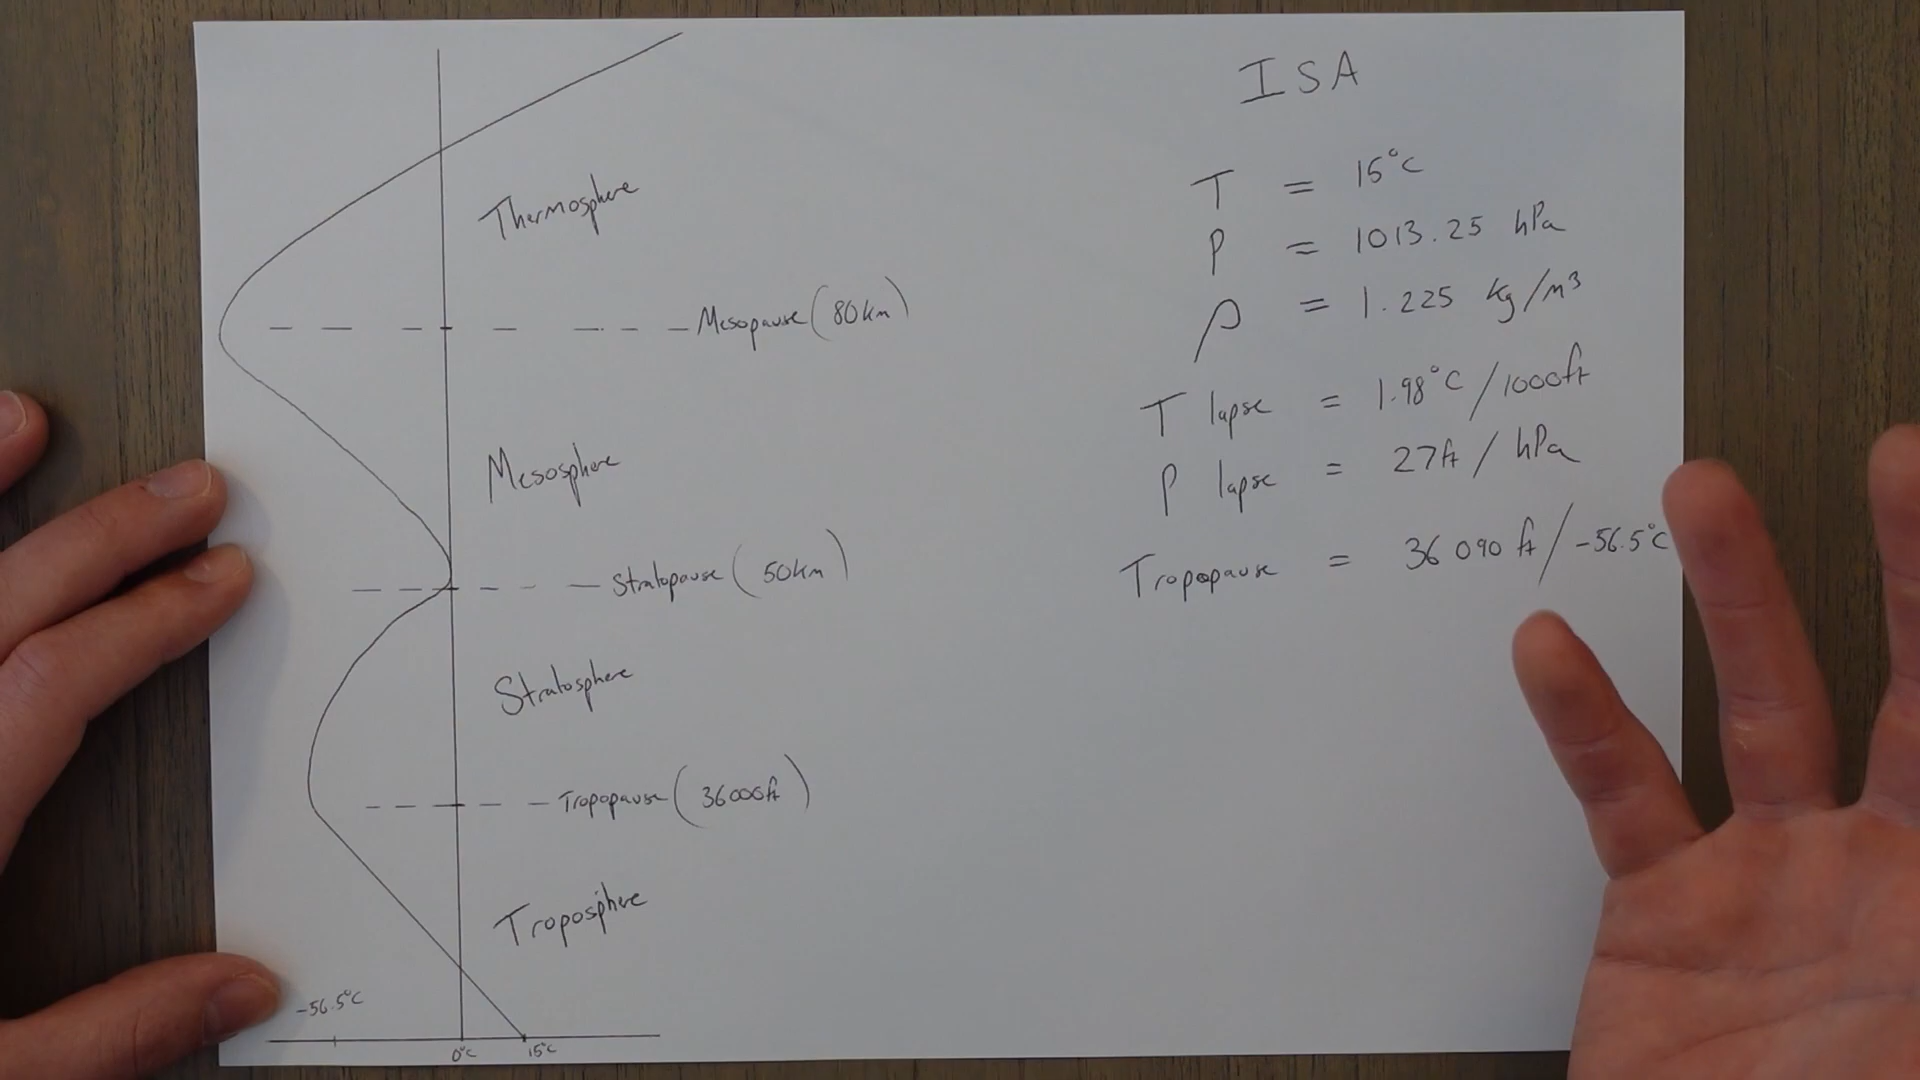 Thermosphere
Mesopause (80km)
Mesosphere
Stratopause (50km)
Stratosphere
Tropopause (36000ft)
Troposphere
-56.5°C
0°C
15°C
ISA
T = 15°C
P = 1013.25 hPa
ρ = 1.225 kg/m³
T lapse = 1.98°C / 1000ft
P lapse = 27ft / hPa
Tropopause = 36 090 ft / -56.5°C